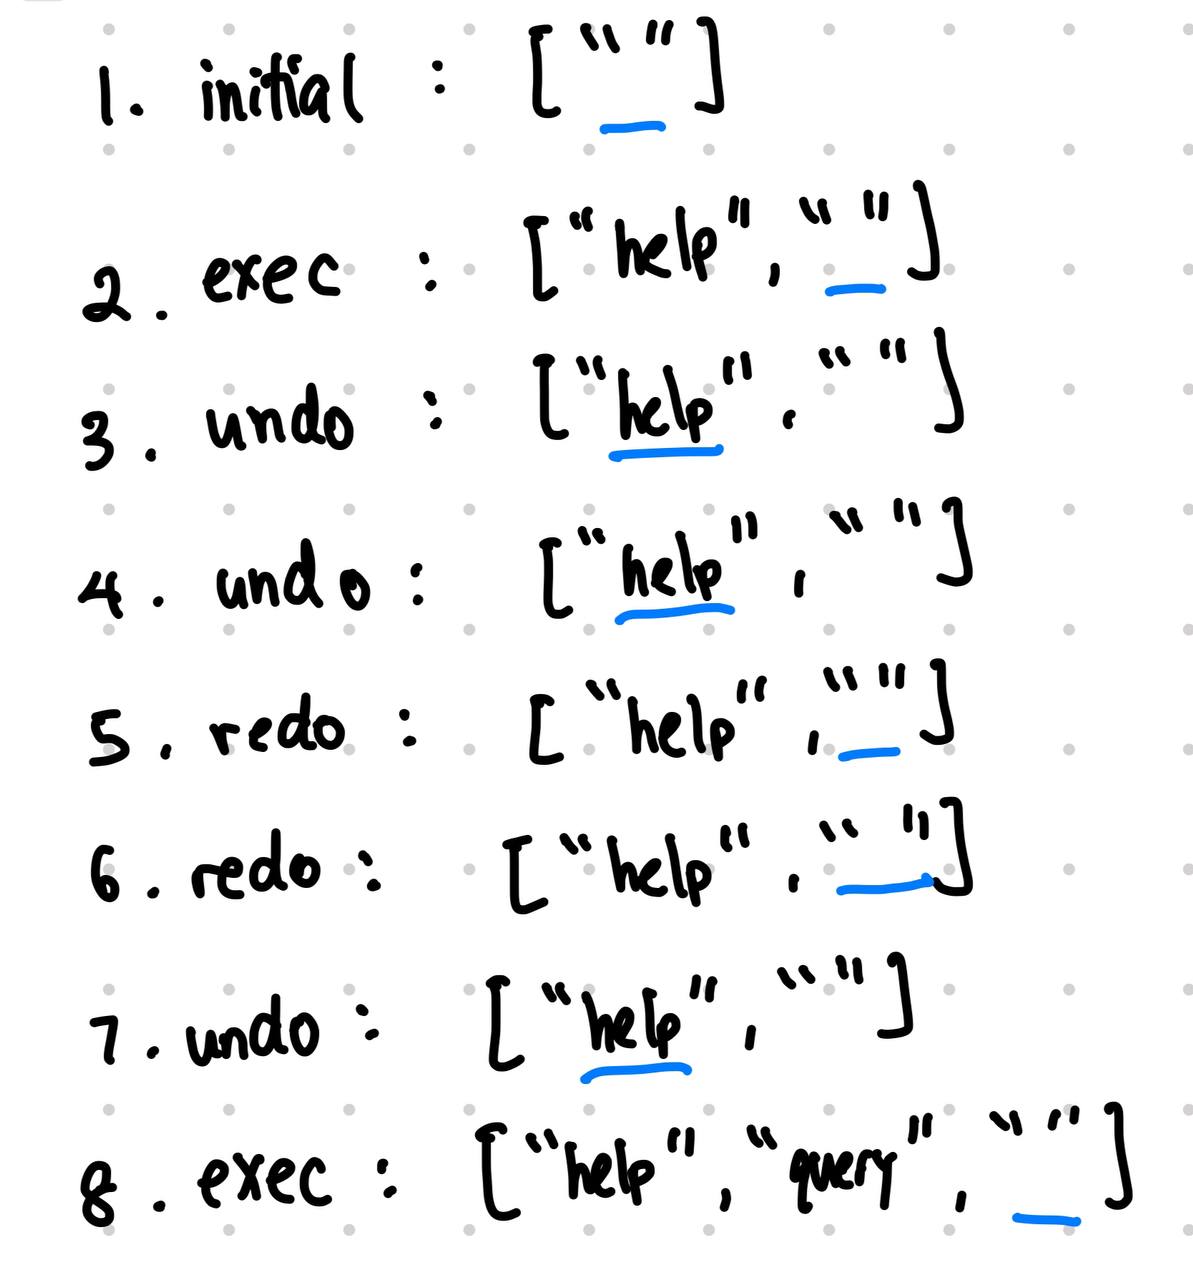 1. initial : [“ ”]
2. exec : [“help”, “ ”]
3. undo : [“help”, “ ”]
4. undo : [“help”, “ ”]
5. redo : [“help”, “ ”]
6. redo : [“help”, “ ”]
7. undo : [“help”, “ ”]
8. exec : [“help”, “query”, “ ”]